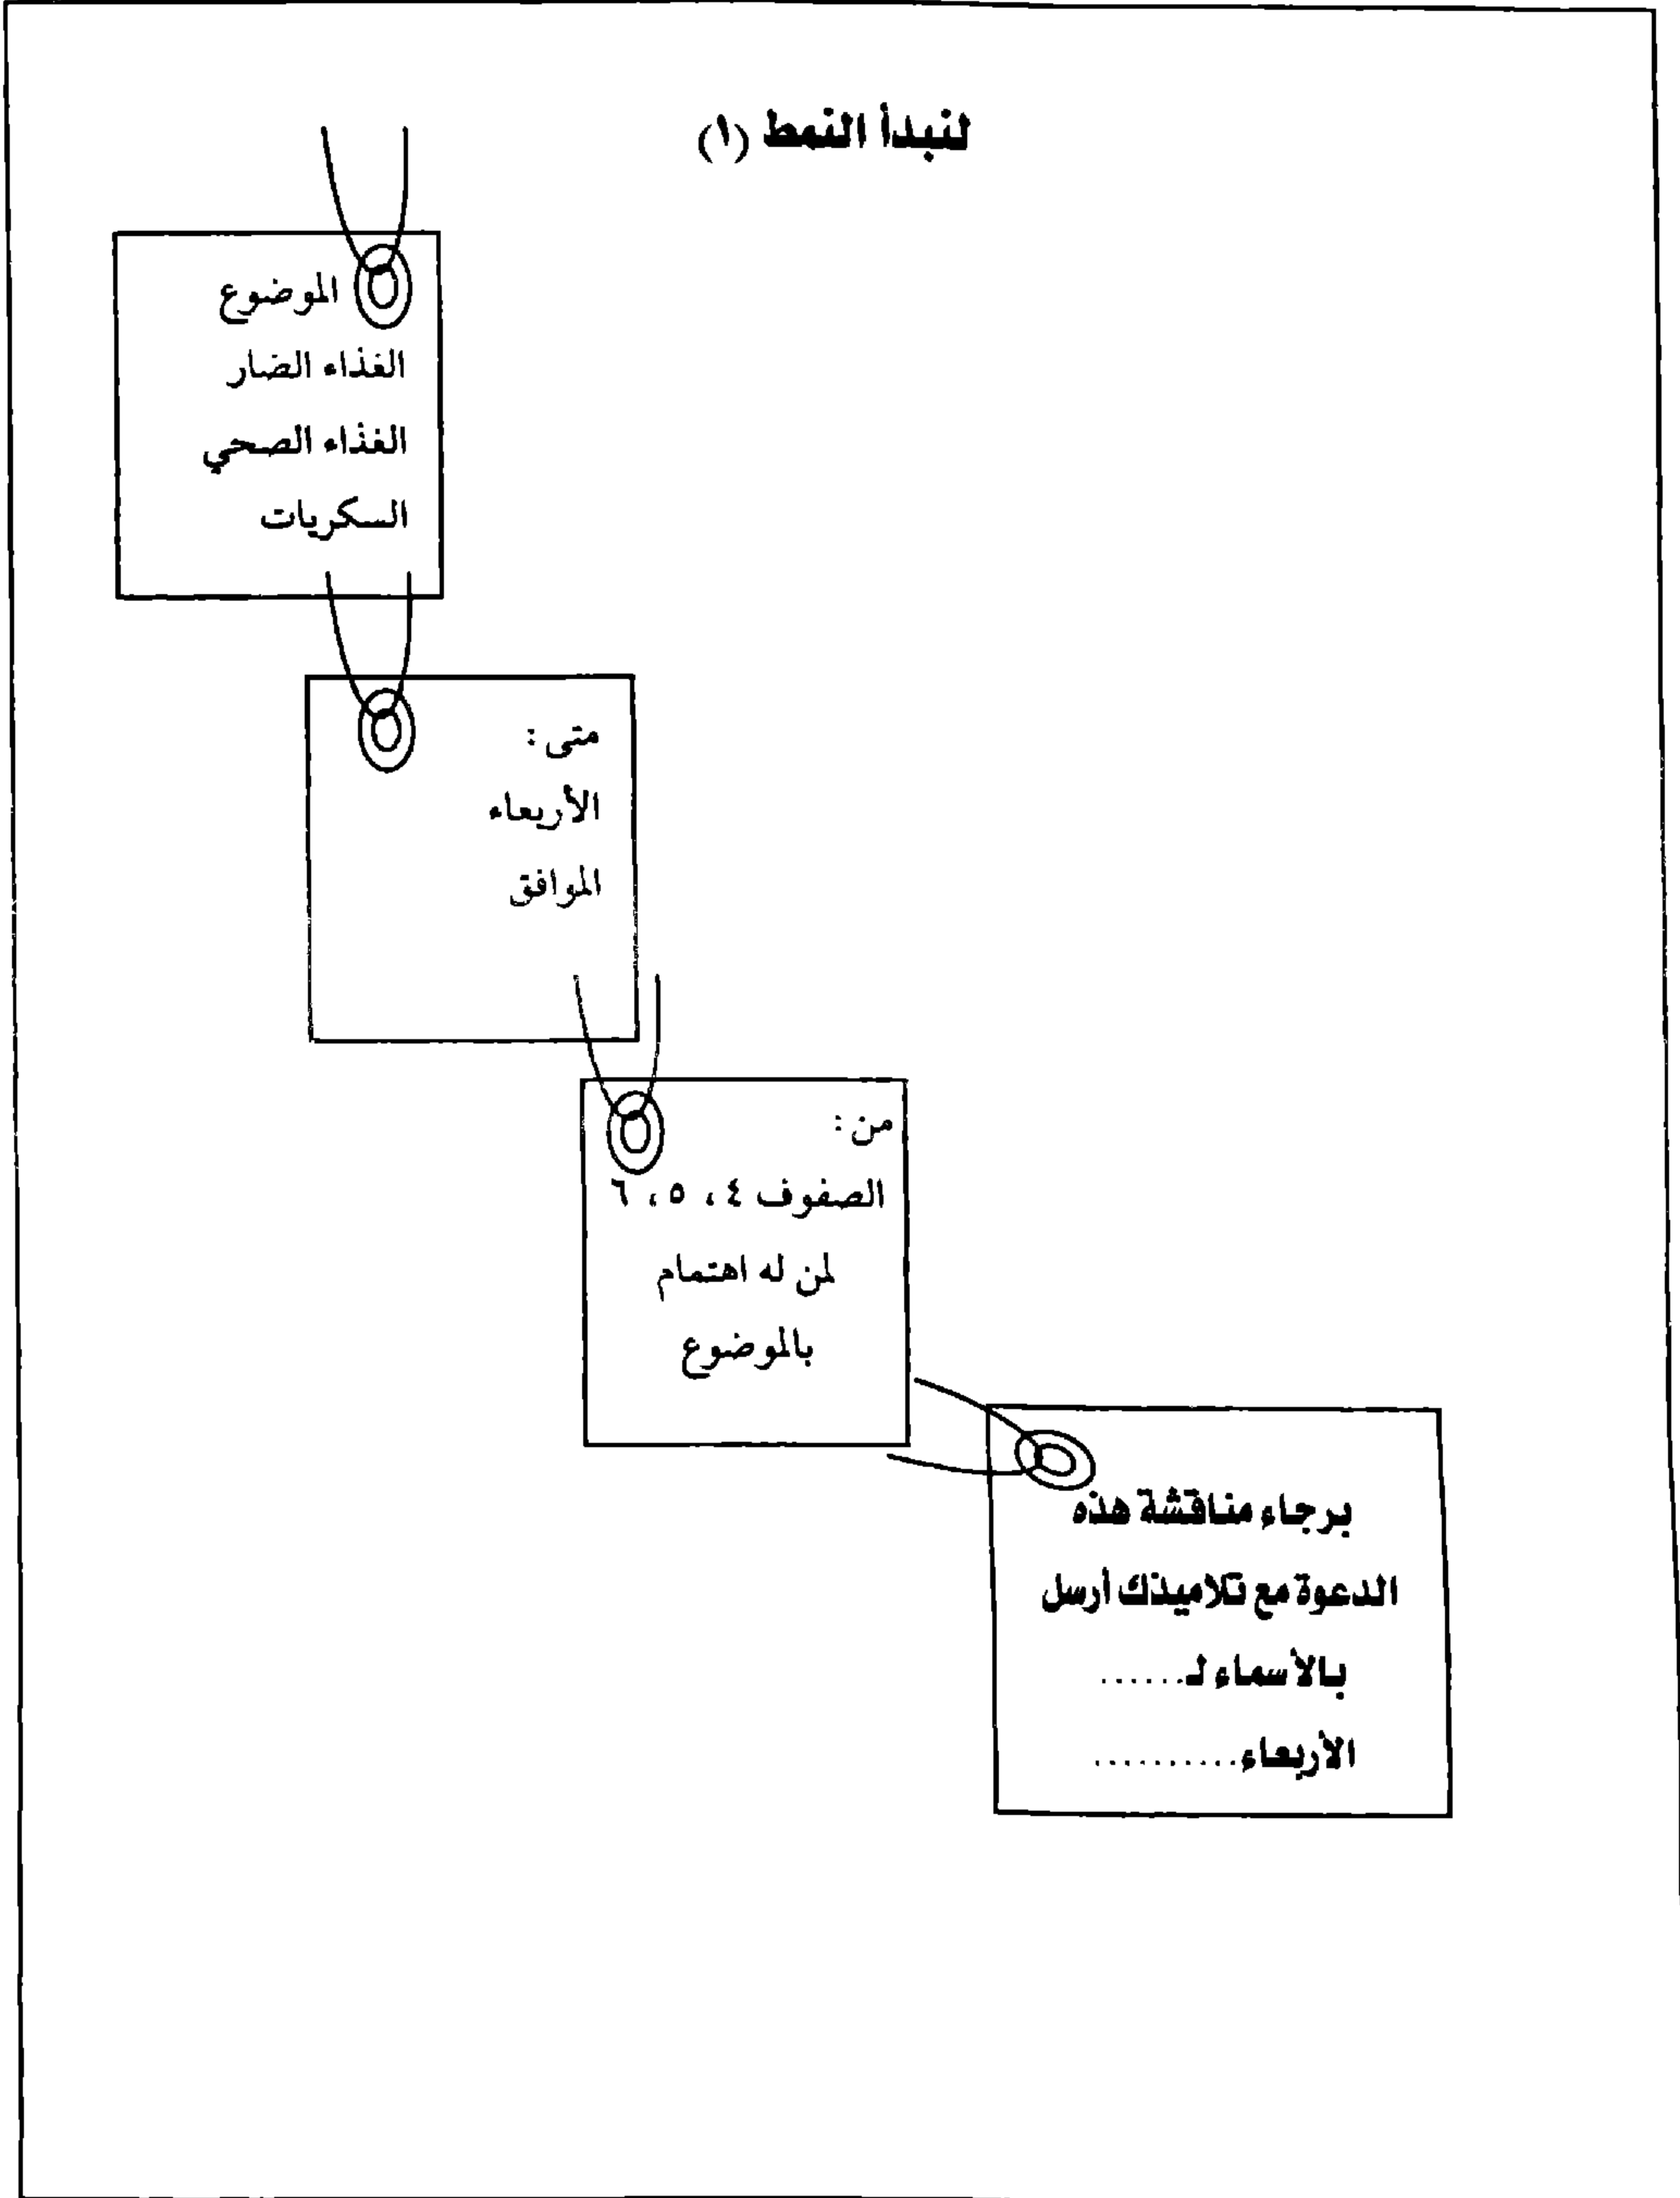 لنبدأ النمط (١)
الموضوع
الغذاء الضار
الغذاء الصحي
السكريات
متى :
الأربعاء
الموافق
من :
الصفوف ٤ ، ٥ ، ٦
لمن له اهتمام
بالموضوع
برجاء مناقشة هذه
الدعوة مع تلاميذك أرسل
بالأسماء لـ......
الأربعاء..........